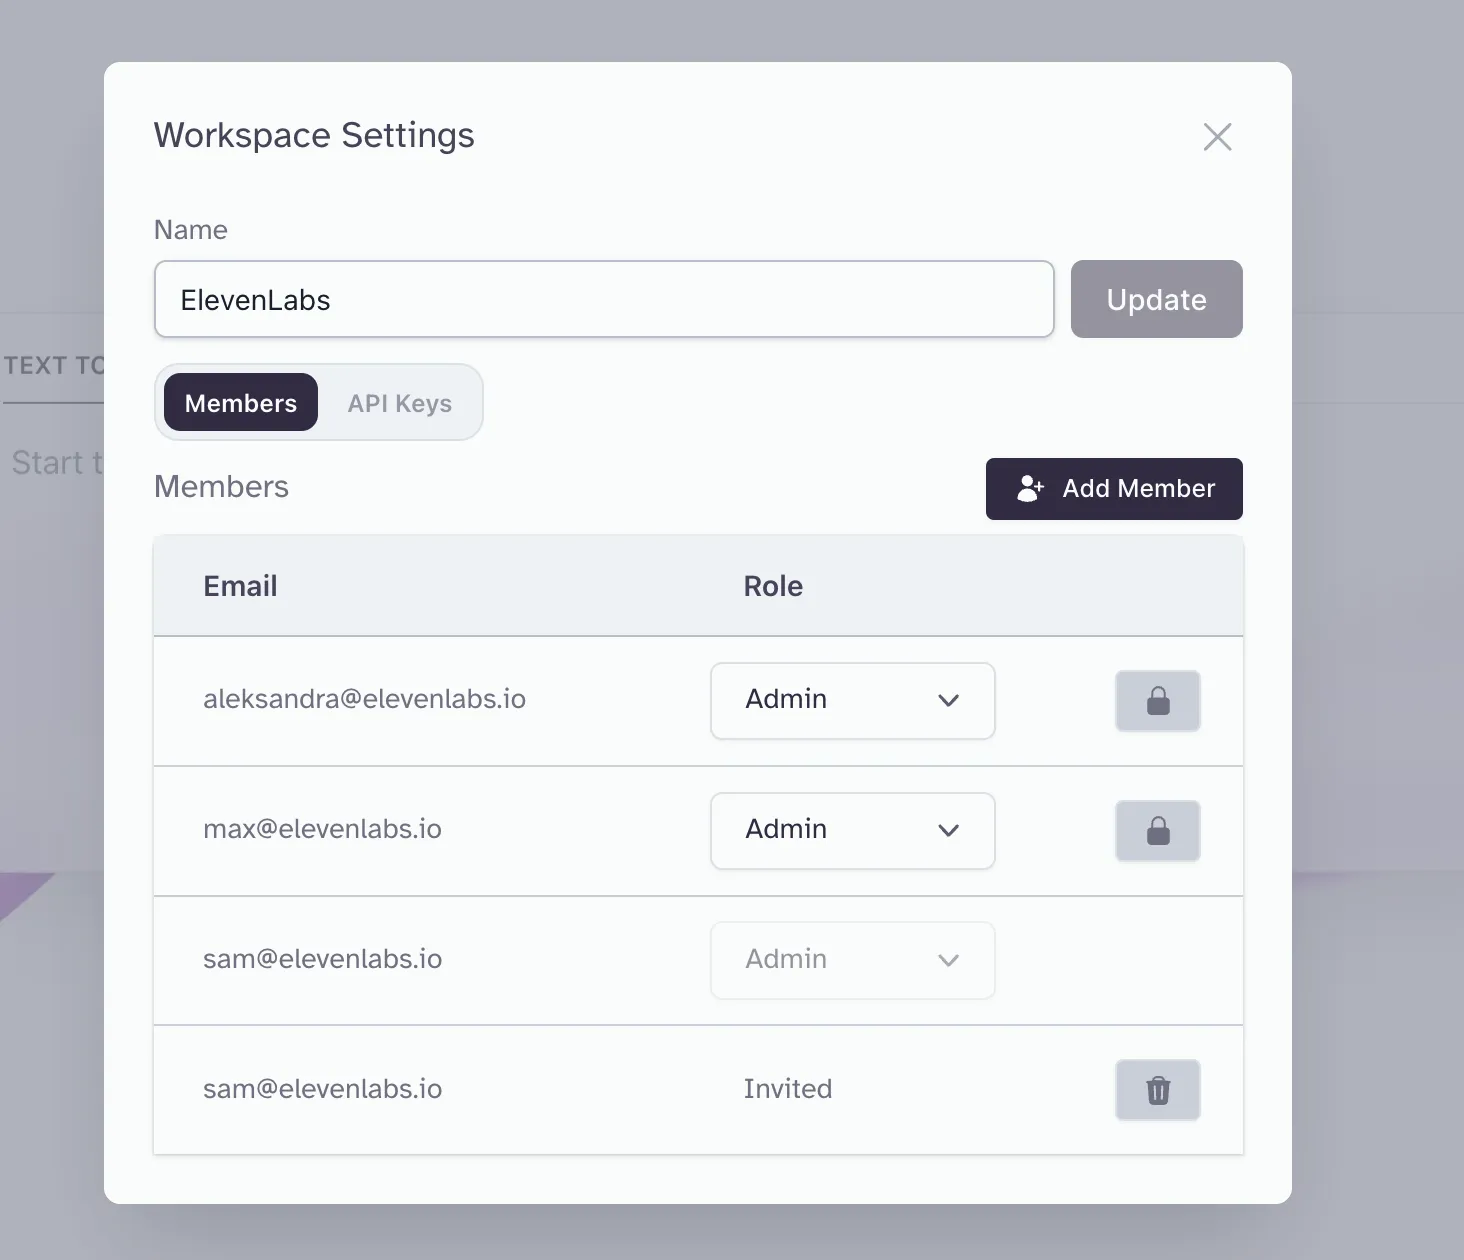 Workspace Settings
Name
ElevenLabs
Update
TEXT TO
Members
API Keys
Start t
Members
Add Member
Email
Role
aleksandra@elevenlabs.io
Admin
max@elevenlabs.io
Admin
sam@elevenlabs.io
Admin
sam@elevenlabs.io
Invited